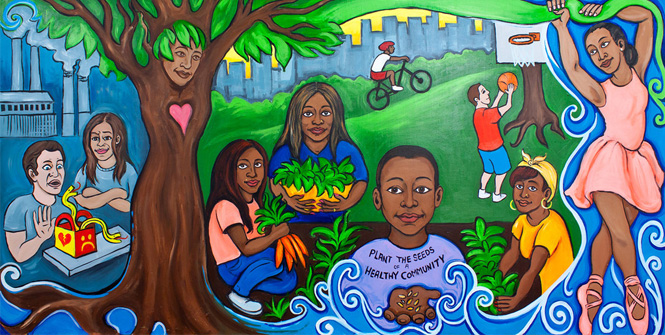 PLANT THE SEEDS
OF A
HEALTHY COMMUNITY